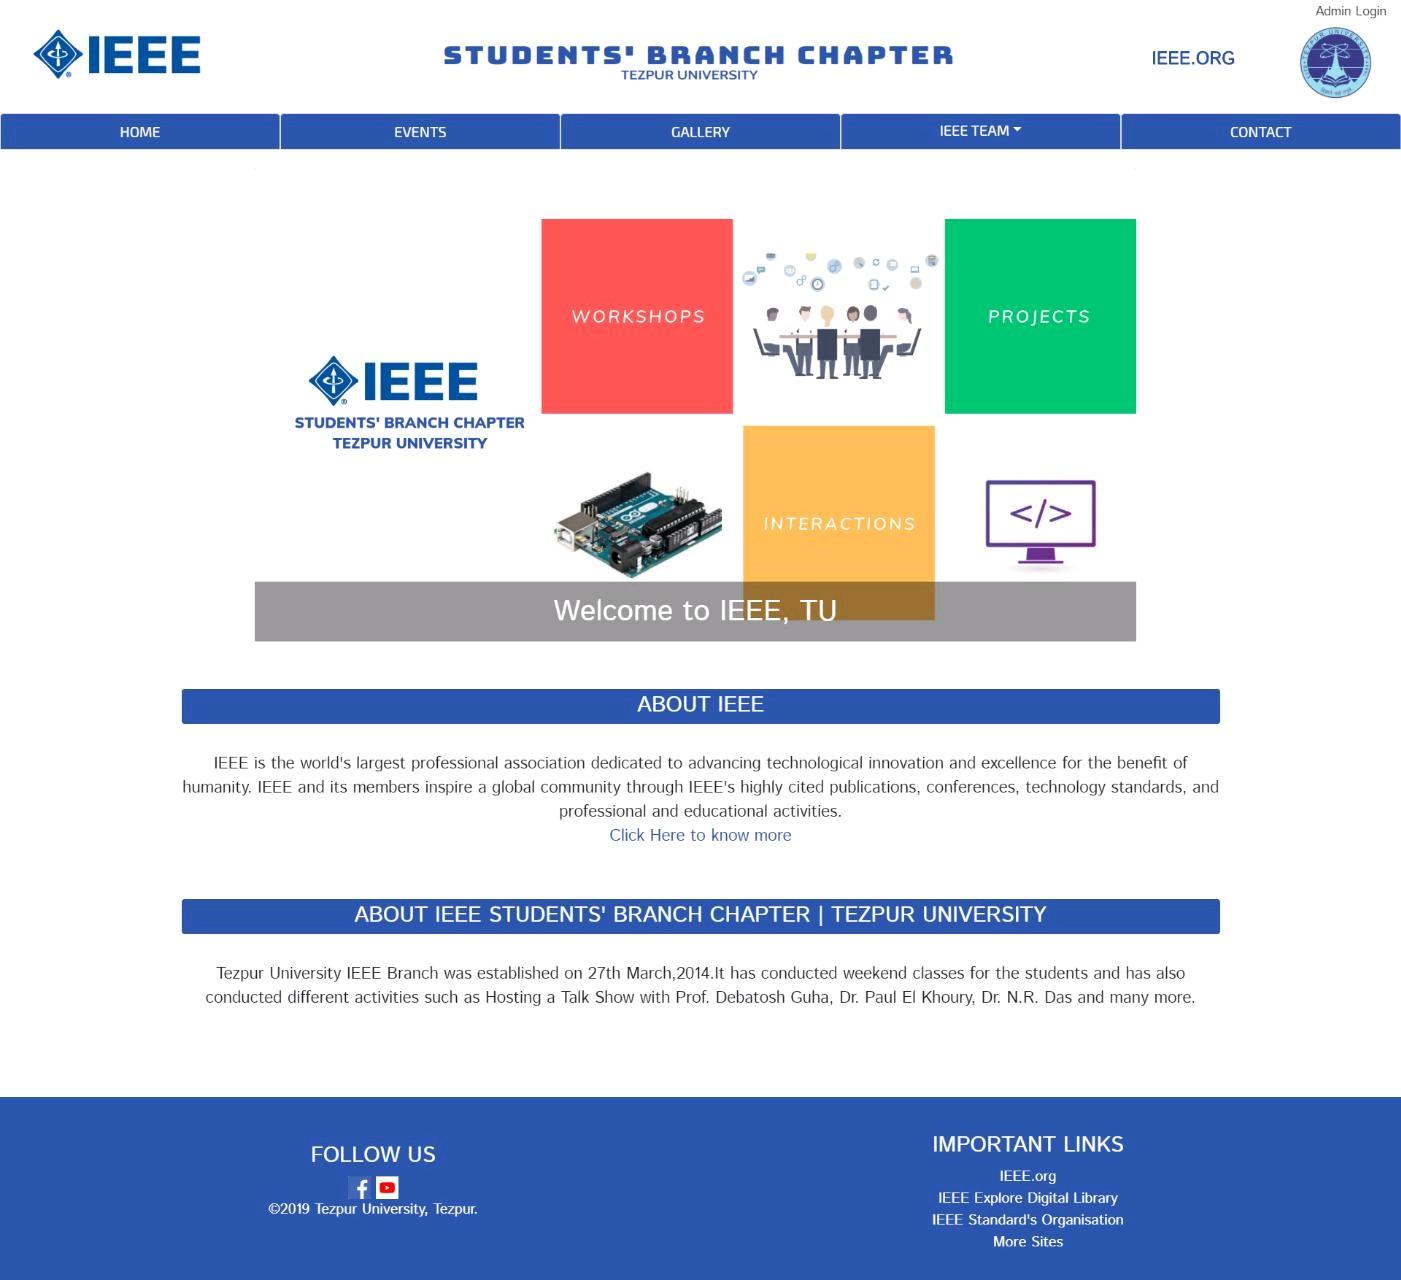 Admin Login
IEEE
STUDENTS' BRANCH CHAPTER
TEZPUR UNIVERSITY
IEEE.ORG
TEZPUR UNIVERSITY
HOME
EVENTS
GALLERY
IEEE TEAM
CONTACT
WORKSHOPS
PROJECTS
IEEE
STUDENTS' BRANCH CHAPTER
TEZPUR UNIVERSITY
INTERACTIONS
</>
Welcome to IEEE, TU
ABOUT IEEE
IEEE is the world's largest professional association dedicated to advancing technological innovation and excellence for the benefit of
humanity. IEEE and its members inspire a global community through IEEE's highly cited publications, conferences, technology standards, and
professional and educational activities.
Click Here to know more
ABOUT IEEE STUDENTS' BRANCH CHAPTER | TEZPUR UNIVERSITY
Tezpur University IEEE Branch was established on 27th March,2014.It has conducted weekend classes for the students and has also
conducted different activities such as Hosting a Talk Show with Prof. Debatosh Guha, Dr. Paul El Khoury, Dr. N.R. Das and many more.
FOLLOW US
©2019 Tezpur University, Tezpur.
IMPORTANT LINKS
IEEE.org
IEEE Explore Digital Library
IEEE Standard's Organisation
More Sites